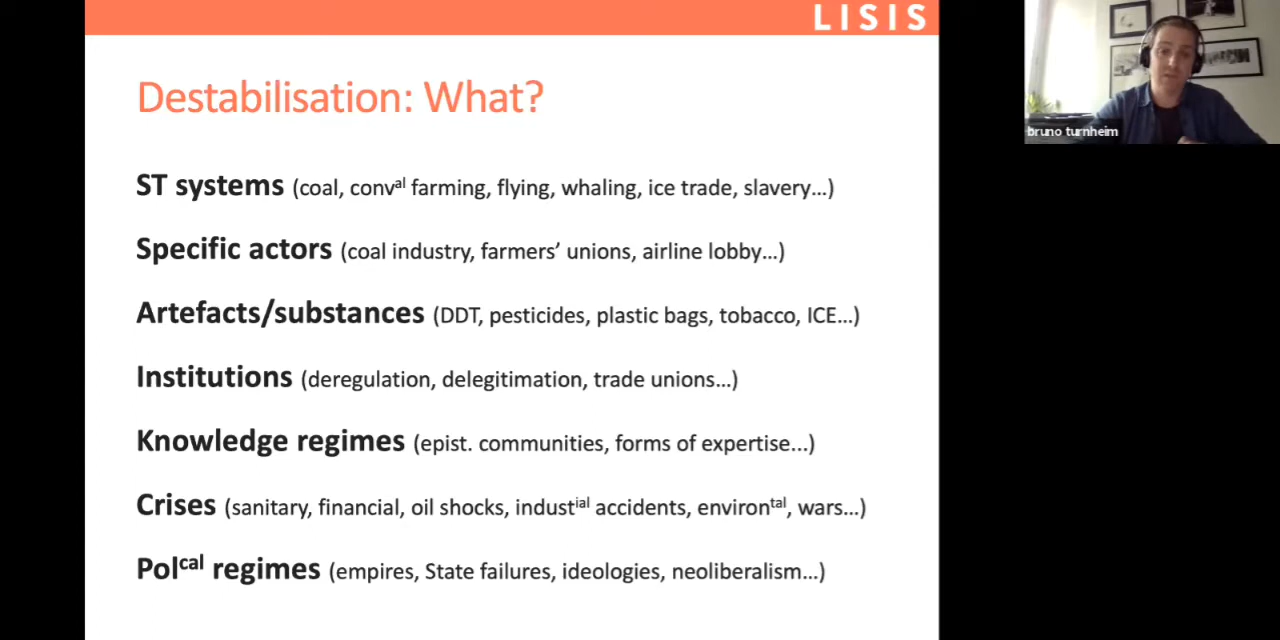 LISIS
Destabilisation: What?
ST systems (coal, convᵃˡ farming, flying, whaling, ice trade, slavery...)
Specific actors (coal industry, farmers' unions, airline lobby...)
Artefacts/substances (DDT, pesticides, plastic bags, tobacco, ICE...)
Institutions (deregulation, delegitimation, trade unions...)
Knowledge regimes (epist. communities, forms of expertise...)
Crises (sanitary, financial, oil shocks, industⁱᵃˡ accidents, environᵗᵃˡ, wars...)
Polᶜᵃˡ regimes (empires, State failures, ideologies, neoliberalism...)
bruno turnheim